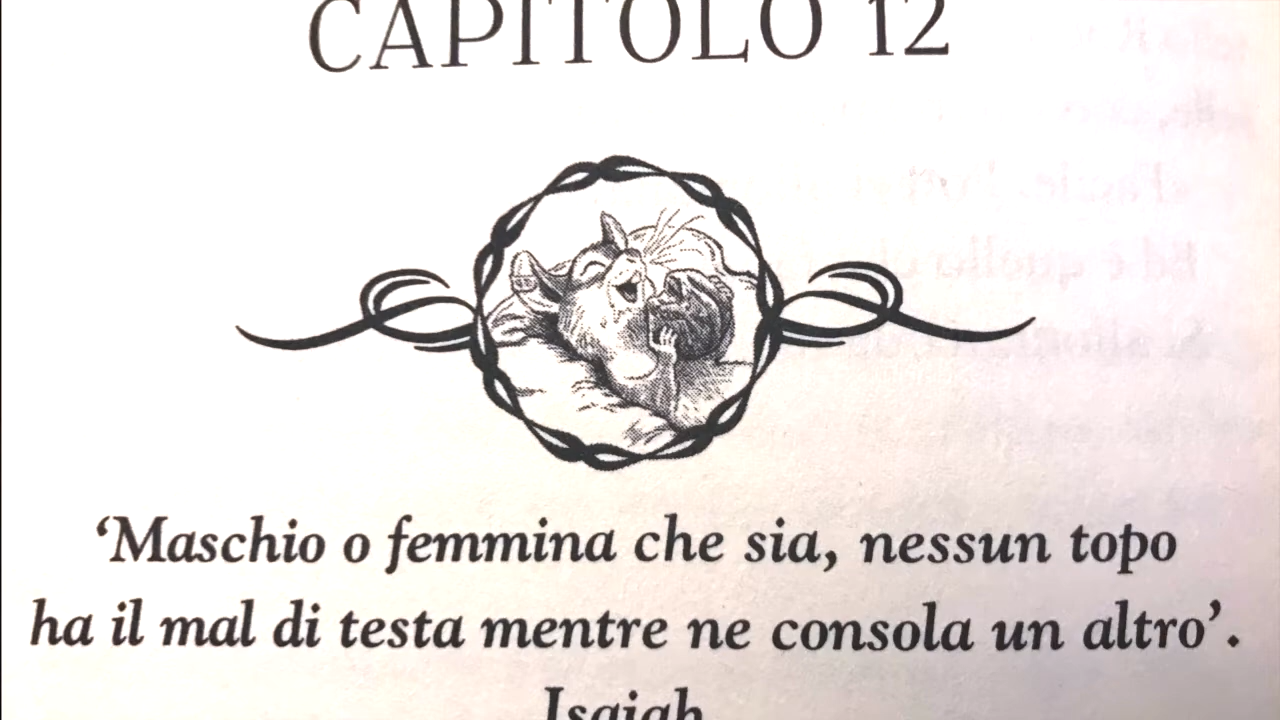 CAPITOLO 12
‘Maschio o femmina che sia, nessun topo
ha il mal di testa mentre ne consola un altro’.
Isaiah